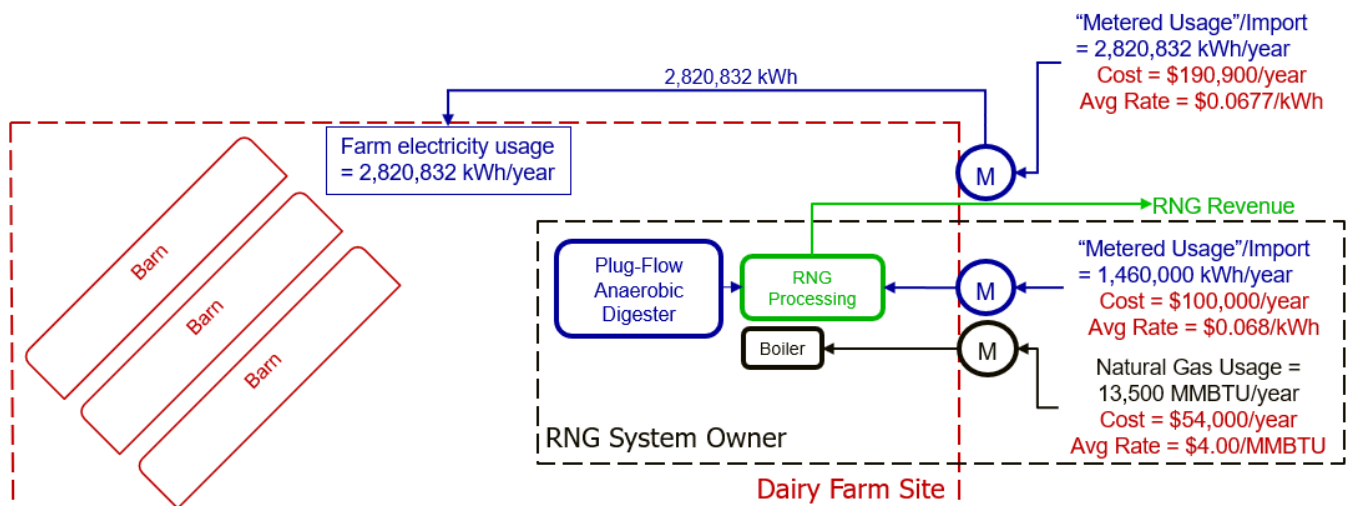 “Metered Usage”/Import
= 2,820,832 kWh/year
Cost = $190,900/year
Avg Rate = $0.0677/kWh
2,820,832 kWh
Farm electricity usage
= 2,820,832 kWh/year
M
Barn
Barn
Barn
RNG Revenue
Plug-Flow
Anaerobic
Digester
RNG
Processing
M
“Metered Usage”/Import
= 1,460,000 kWh/year
Cost = $100,000/year
Avg Rate = $0.068/kWh
Boiler
M
Natural Gas Usage =
13,500 MMBTU/year
Cost = $54,000/year
Avg Rate = $4.00/MMBTU
RNG System Owner
Dairy Farm Site